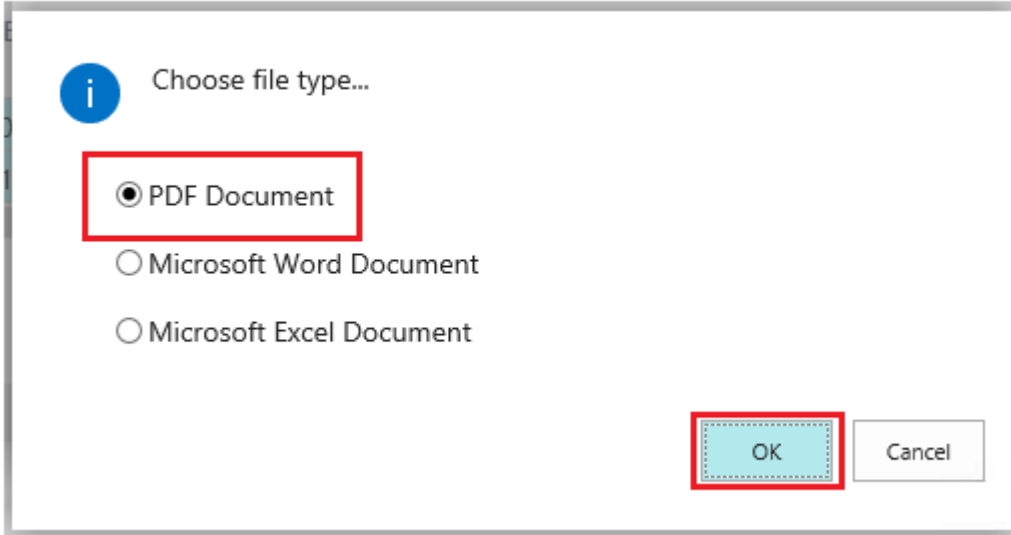 Choose file type...
PDF Document
Microsoft Word Document
Microsoft Excel Document
OK
Cancel